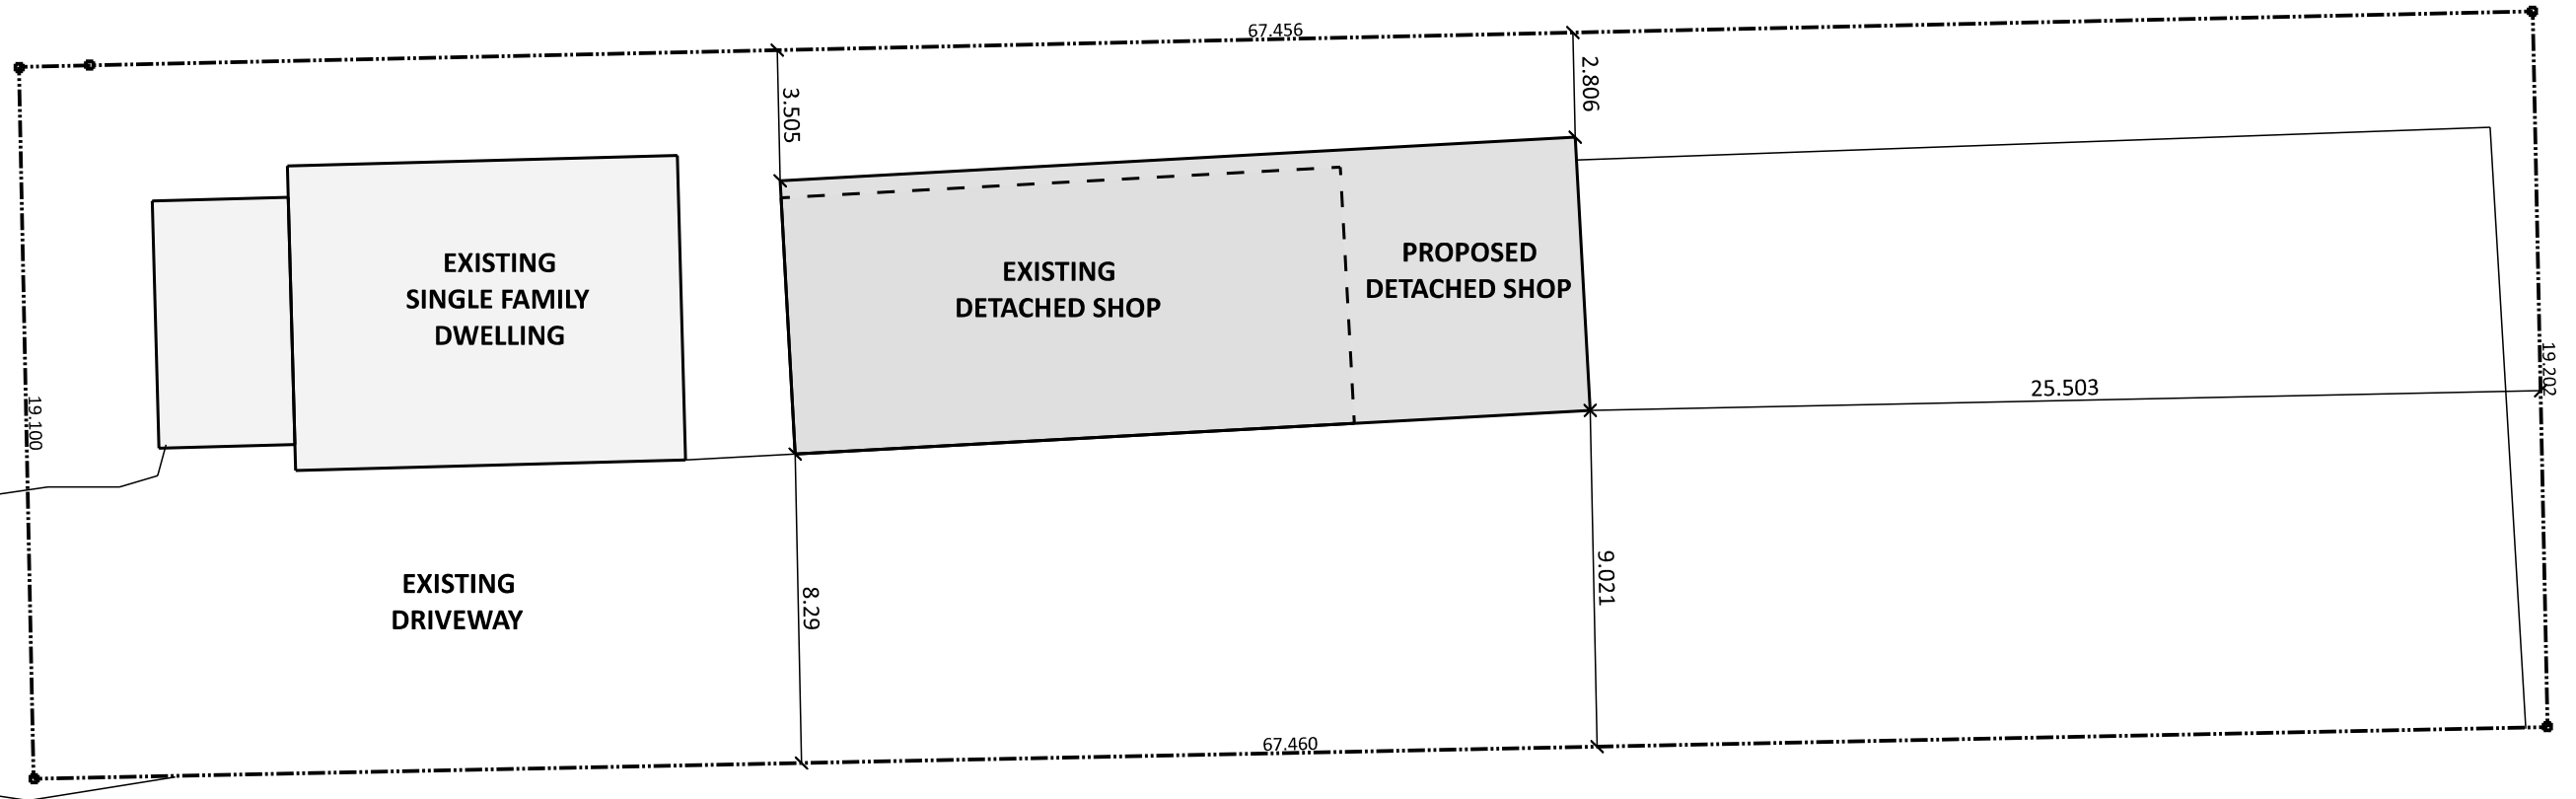 67.456
3.505
2.806
EXISTING
SINGLE FAMILY
DWELLING
EXISTING
DETACHED SHOP
PROPOSED
DETACHED SHOP
19.100
25.503
19.202
EXISTING
DRIVEWAY
8.29
9.021
67.460